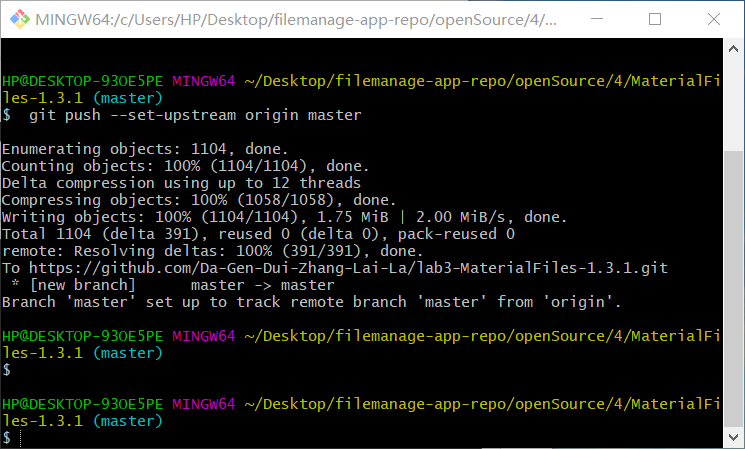 MINGW64:/c/Users/HP/Desktop/filemanage-app-repo/openSource/4/...
HP@DESKTOP-93OE5PE MINGW64 ~/Desktop/filemanage-app-repo/openSource/4/MaterialFi
les-1.3.1 (master)
$  git push --set-upstream origin master
Enumerating objects: 1104, done.
Counting objects: 100% (1104/1104), done.
Delta compression using up to 12 threads
Compressing objects: 100% (1058/1058), done.
Writing objects: 100% (1104/1104), 1.75 MiB | 2.00 MiB/s, done.
Total 1104 (delta 391), reused 0 (delta 0), pack-reused 0
remote: Resolving deltas: 100% (391/391), done.
To https://github.com/Da-Gen-Dui-Zhang-Lai-La/lab3-MaterialFiles-1.3.1.git
 * [new branch]      master -> master
Branch 'master' set up to track remote branch 'master' from 'origin'.
HP@DESKTOP-93OE5PE MINGW64 ~/Desktop/filemanage-app-repo/openSource/4/MaterialFi
les-1.3.1 (master)
$
HP@DESKTOP-93OE5PE MINGW64 ~/Desktop/filemanage-app-repo/openSource/4/MaterialFi
les-1.3.1 (master)
$